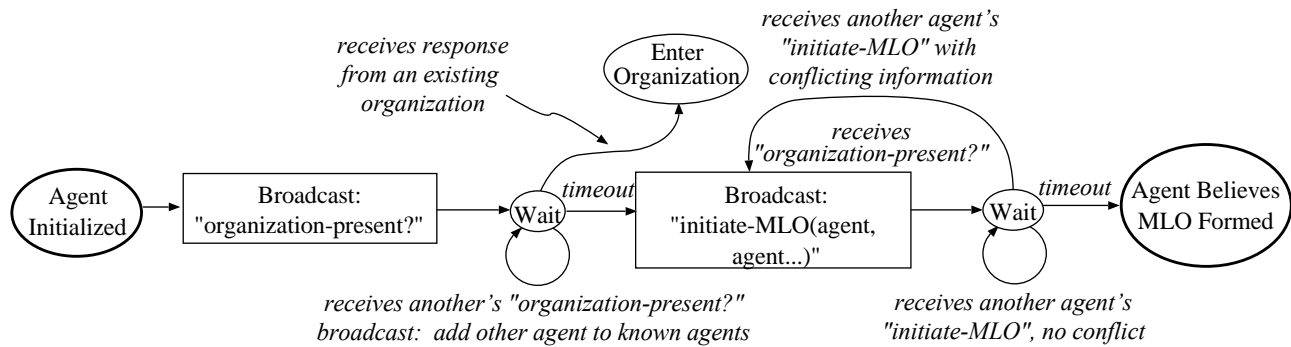 receives response
from an existing
organization
Enter
Organization
receives another agent's
"initiate-MLO" with
conflicting information
receives
"organization-present?"
Agent
Initialized
Broadcast:
"organization-present?"
Wait
timeout
Broadcast:
"initiate-MLO(agent,
agent...)"
Wait
timeout
Agent Believes
MLO Formed
receives another's "organization-present?"
broadcast: add other agent to known agents
receives another agent's
"initiate-MLO", no conflict